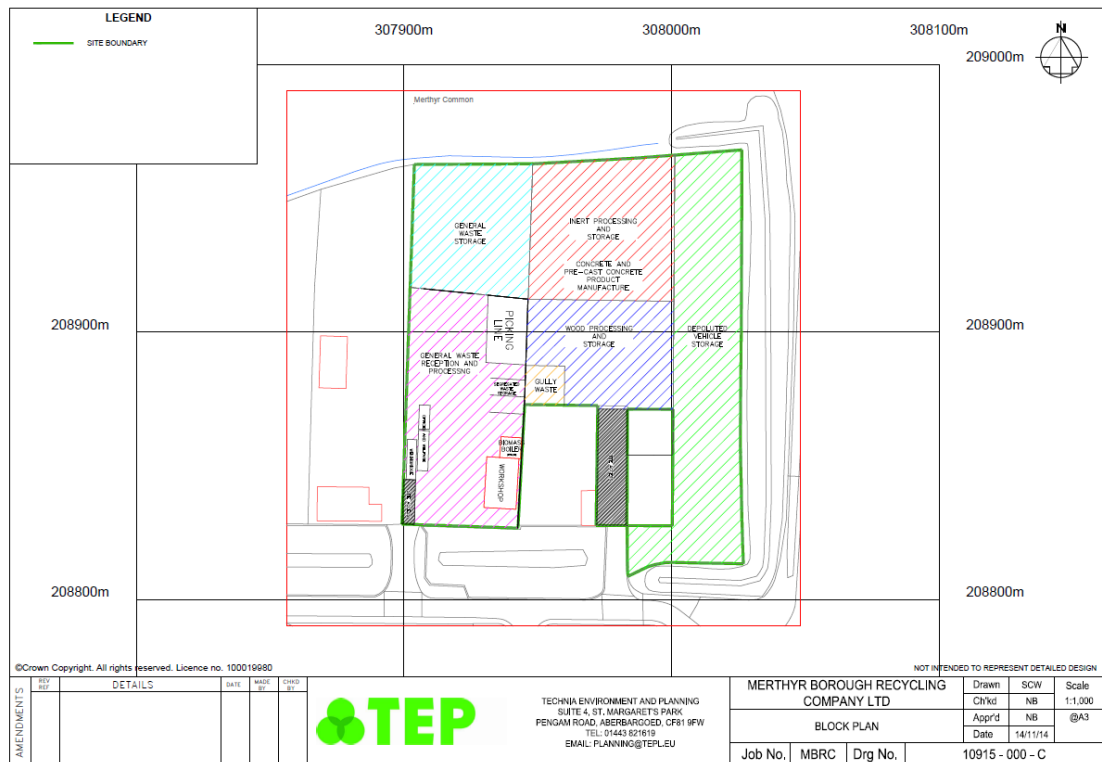 LEGEND
SITE BOUNDARY
307900m
308000m
308100m
N
209000m
Merthyr Common
GENERAL
WASTE
STORAGE
INERT PROCESSING
AND
STORAGE
CONCRETE AND
PRE-CAST CONCRETE
PRODUCT
MANUFACTURE
208900m
208900m
PICKING
LINE
WOOD PROCESSING
AND
STORAGE
DEPOLUTED
VEHICLE
STORAGE
GENERAL WASTE
RECEPTION AND
PROCESSNG
SEGREGATED
WASTE
STORAGE
GULLY
WASTE
BIOMASS
BOILER
WORKSHOP
208800m
208800m
©Crown Copyright. All rights reserved. Licence no. 100019980
NOT INTENDED TO REPRESENT DETAILED DESIGN
AMENDMENTS
REV REF
DETAILS
DATE
MADE BY
CHKD BY
TEP
TECHNIA ENVIRONMENT AND PLANNING
SUITE 4, ST. MARGARET'S PARK
PENGAM ROAD, ABERBARGOED, CF81 9FW
TEL: 01443 821619
EMAIL: PLANNING@TEPL.EU
MERTHYR BOROUGH RECYCLING
COMPANY LTD
BLOCK PLAN
Drawn SCW Scale
Ch'kd NB 1:1,000
Appr'd NB @A3
Date 14/11/14
Job No. MBRC Drg No. 10915 - 000 - C